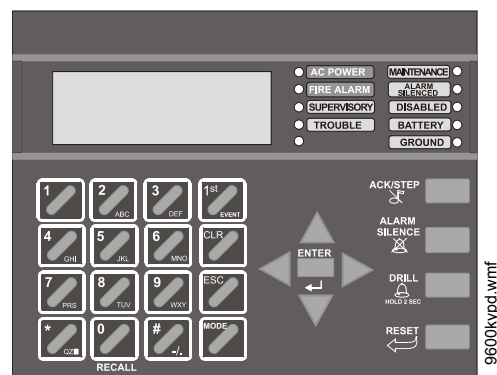 AC POWER MAINTENANCE
FIRE ALARM ALARM SILENCED
SUPERVISORY DISABLED
TROUBLE BATTERY
GROUND
1 2 ABC 3 DEF 1st EVENT
4 GHI 5 JKL 6 MNO CLR
7 PRS 8 TUV 9 WXY ESC
* QZ 0 # -/. MODE
RECALL
ENTER
ACK/STEP
ALARM
SILENCE
DRILL
HOLD 2 SEC
RESET
9600kypd.wmf